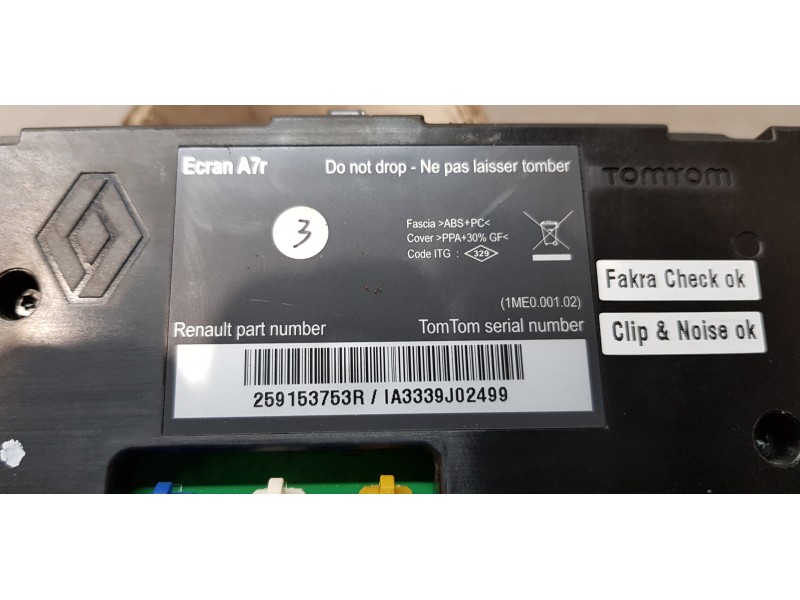 Ecran A7r
Do not drop - Ne pas laisser tomber
TOMTOM
3
Fascia >ABS+PC<
Cover >PPA+30% GF<
Code ITG : 329
Fakra Check ok
(1ME0.001.02)
Renault part number
TomTom serial number
Clip & Noise ok
259153753R / IA3339J02499